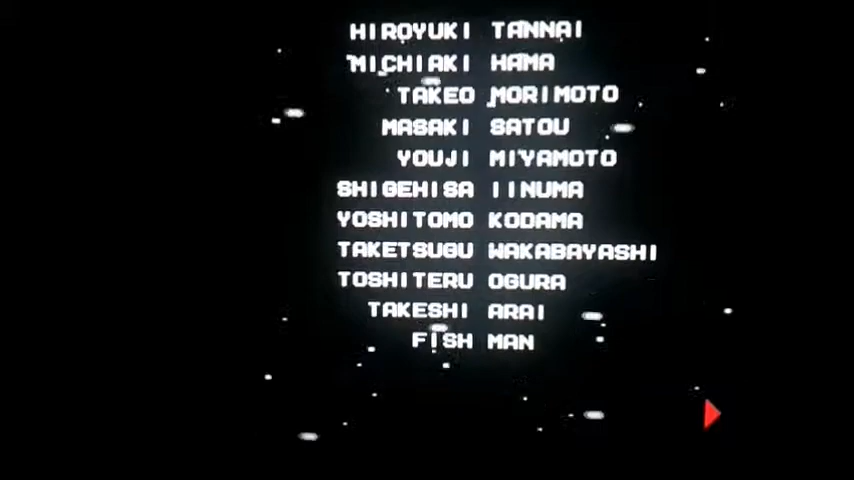 HIROYUKI TANNAI
MICHIAKI HAMA
TAKEO MORIMOTO
MASAKI SATOU
YOUJI MIYAMOTO
SHIGEHISA IINUMA
YOSHITOMO KODAMA
TAKETSUGU WAKABAYASHI
TOSHITERU OGURA
TAKESHI ARAI
FISH MAN